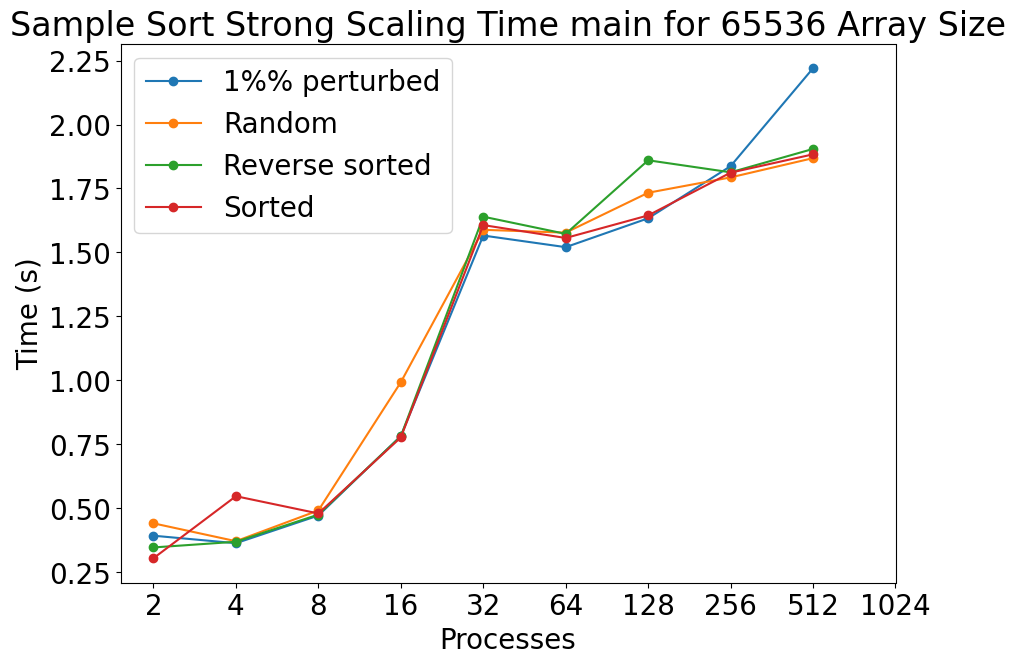 Sample Sort Strong Scaling Time main for 65536 Array Size
2.25
2.00
1.75
1.50
1.25
1.00
0.75
0.50
0.25
Time (s)
1%% perturbed
Random
Reverse sorted
Sorted
2 4 8 16 32 64 128 256 512 1024
Processes